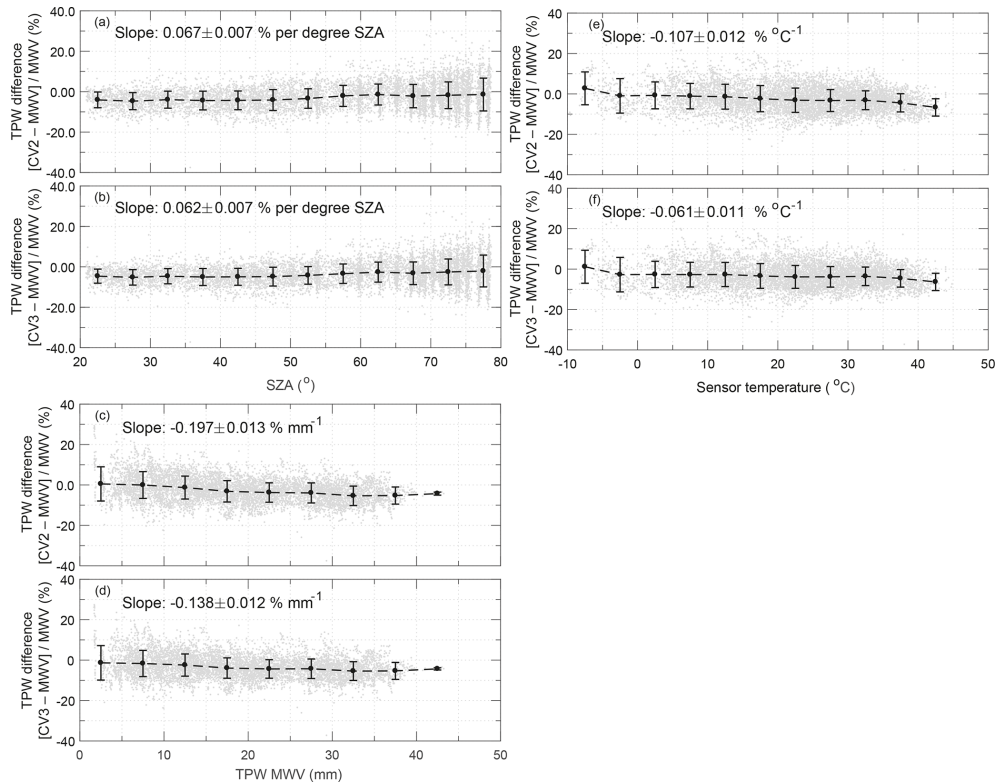 (a)
Slope: 0.067±0.007 % per degree SZA
TPW difference
[CV2 – MWV] / MWV (%)
40.0
20.0
0.00
-20.0
-40.0
(b)
Slope: 0.062±0.007 % per degree SZA
TPW difference
[CV3 – MWV] / MWV (%)
40.0
20.0
0.00
-20.0
-40.0
20 30 40 50 60 70 80
SZA (o)
(e)
Slope: -0.107±0.012 % oC-1
TPW difference
[CV2 – MWV] / MWV (%)
40
20
0.0
-20
-40
(f)
Slope: -0.061±0.011 % oC-1
TPW difference
[CV3 – MWV] / MWV (%)
40
20
0
-20
-40
-10 0 10 20 30 40 50
Sensor temperature ( oC)
(c)
Slope: -0.197±0.013 % mm-1
TPW difference
[CV2 – MWV] / MWV (%)
40
20
0.0
-20
-40
(d)
Slope: -0.138±0.012 % mm-1
TPW difference
[CV3 – MWV] / MWV (%)
40
20
0
-20
-40
0 10 20 30 40 50
TPW MWV (mm)